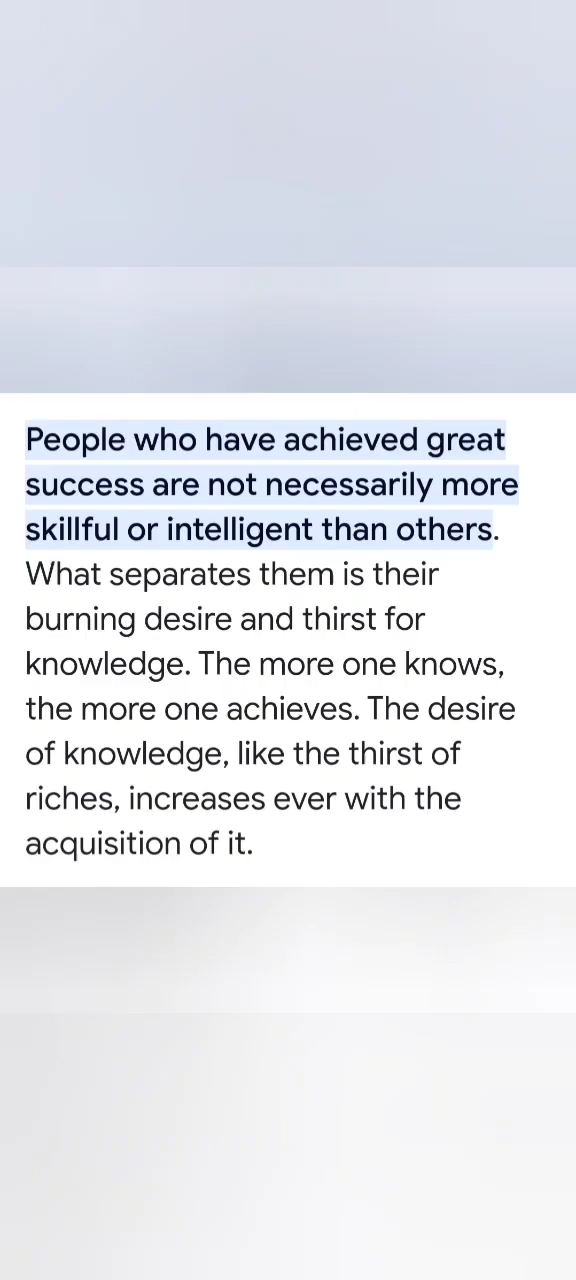 People who have achieved great
success are not necessarily more
skillful or intelligent than others.
What separates them is their
burning desire and thirst for
knowledge. The more one knows,
the more one achieves. The desire
of knowledge, like the thirst of
riches, increases ever with the
acquisition of it.